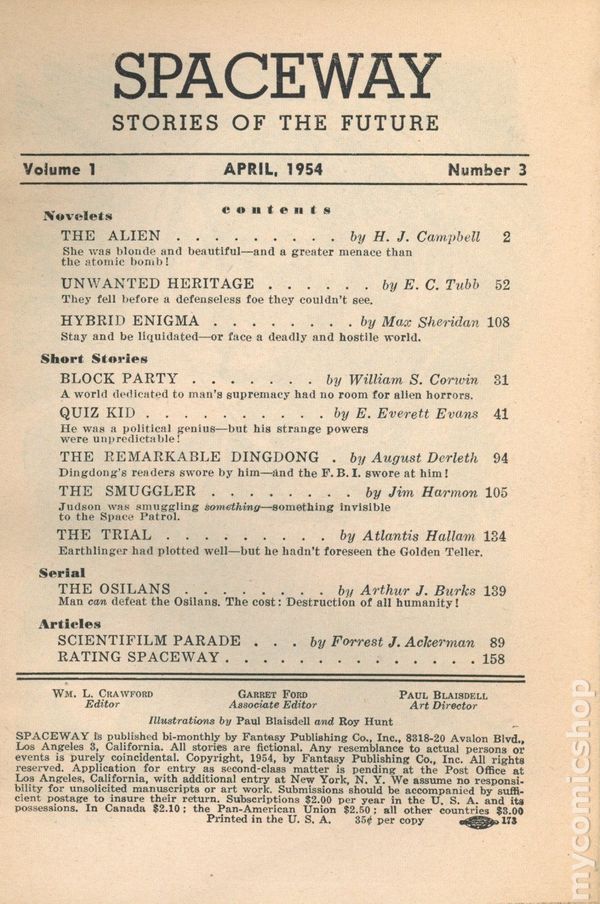 SPACEWAY
STORIES OF THE FUTURE
Volume 1 APRIL, 1954 Number 3
contents
Novelets
THE ALIEN . . . . . . . . . by H. J. Campbell 2
She was blonde and beautiful—and a greater menace than
the atomic bomb!
UNWANTED HERITAGE . . . . . . by E. C. Tubb 52
They fell before a defenseless foe they couldn't see.
HYBRID ENIGMA . . . . . . . . by Max Sheridan 108
Stay and be liquidated—or face a deadly and hostile world.
Short Stories
BLOCK PARTY . . . . . . . by William S. Corwin 31
A world dedicated to man's supremacy had no room for alien horrors.
QUIZ KID . . . . . . . . . . by E. Everett Evans 41
He was a political genius—but his strange powers
were unpredictable!
THE REMARKABLE DINGDONG . by August Derleth 94
Dingdong's readers swore by him—and the F. B. I. swore at him!
THE SMUGGLER . . . . . . . . by Jim Harmon 105
Judson was smuggling something—something invisible
to the Space Patrol.
THE TRIAL . . . . . . . . . by Atlantis Hallam 134
Earthlinger had plotted well—but he hadn't foreseen the Golden Teller.
Serial
THE OSILANS . . . . . . . . by Arthur J. Burks 139
Man can defeat the Osilans. The cost: Destruction of all humanity!
Articles
SCIENTIFILM PARADE . . . by Forrest J. Ackerman 89
RATING SPACEWAY . . . . . . . . . . . . . . 158
WM. L. CRAWFORD GARRET FORD PAUL BLAISDELL
Editor Associate Editor Art Director
Illustrations by Paul Blaisdell and Roy Hunt
SPACEWAY is published bi-monthly by Fantasy Publishing Co., Inc., 8318-20 Avalon Blvd.,
Los Angeles 3, California. All stories are fictional. Any resemblance to actual persons or
events is purely coincidental. Copyright, 1954, by Fantasy Publishing Co., Inc. All rights
reserved. Application for entry as second-class matter is pending at the Post Office at
Los Angeles, California, with additional entry at New York, N. Y. We assume no responsi-
bility for unsolicited manuscripts or art work. Submissions should be accompanied by suffi-
cient postage to insure their return. Subscriptions $2.00 per year in the U. S. A. and its
possessions. In Canada $2.10; the Pan-American Union $2.50; all other countries $3.00
Printed in the U. S. A. 35¢ per copy 173
mycomicshop